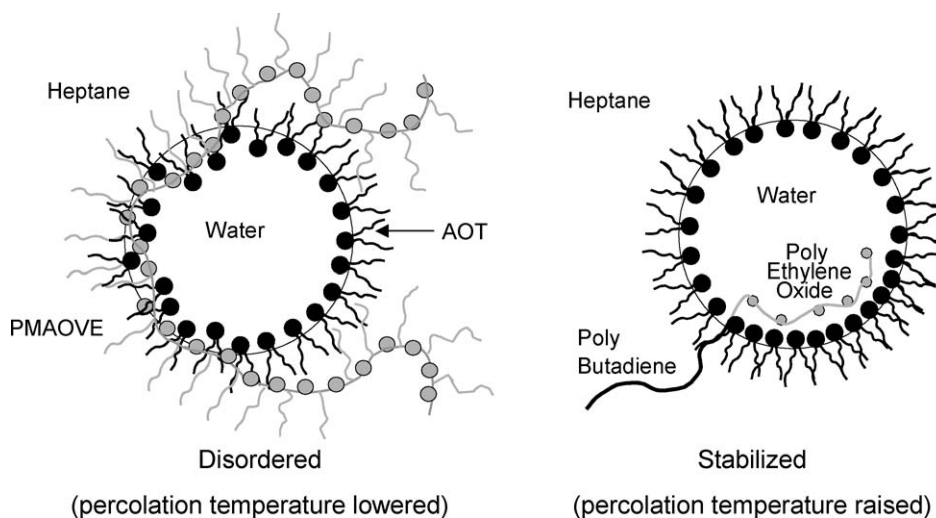 Heptane
Water
AOT
PMAOVE
Disordered
(percolation temperature lowered)
Heptane
Water
Poly
Ethylene
Oxide
Poly
Butadiene
Stabilized
(percolation temperature raised)